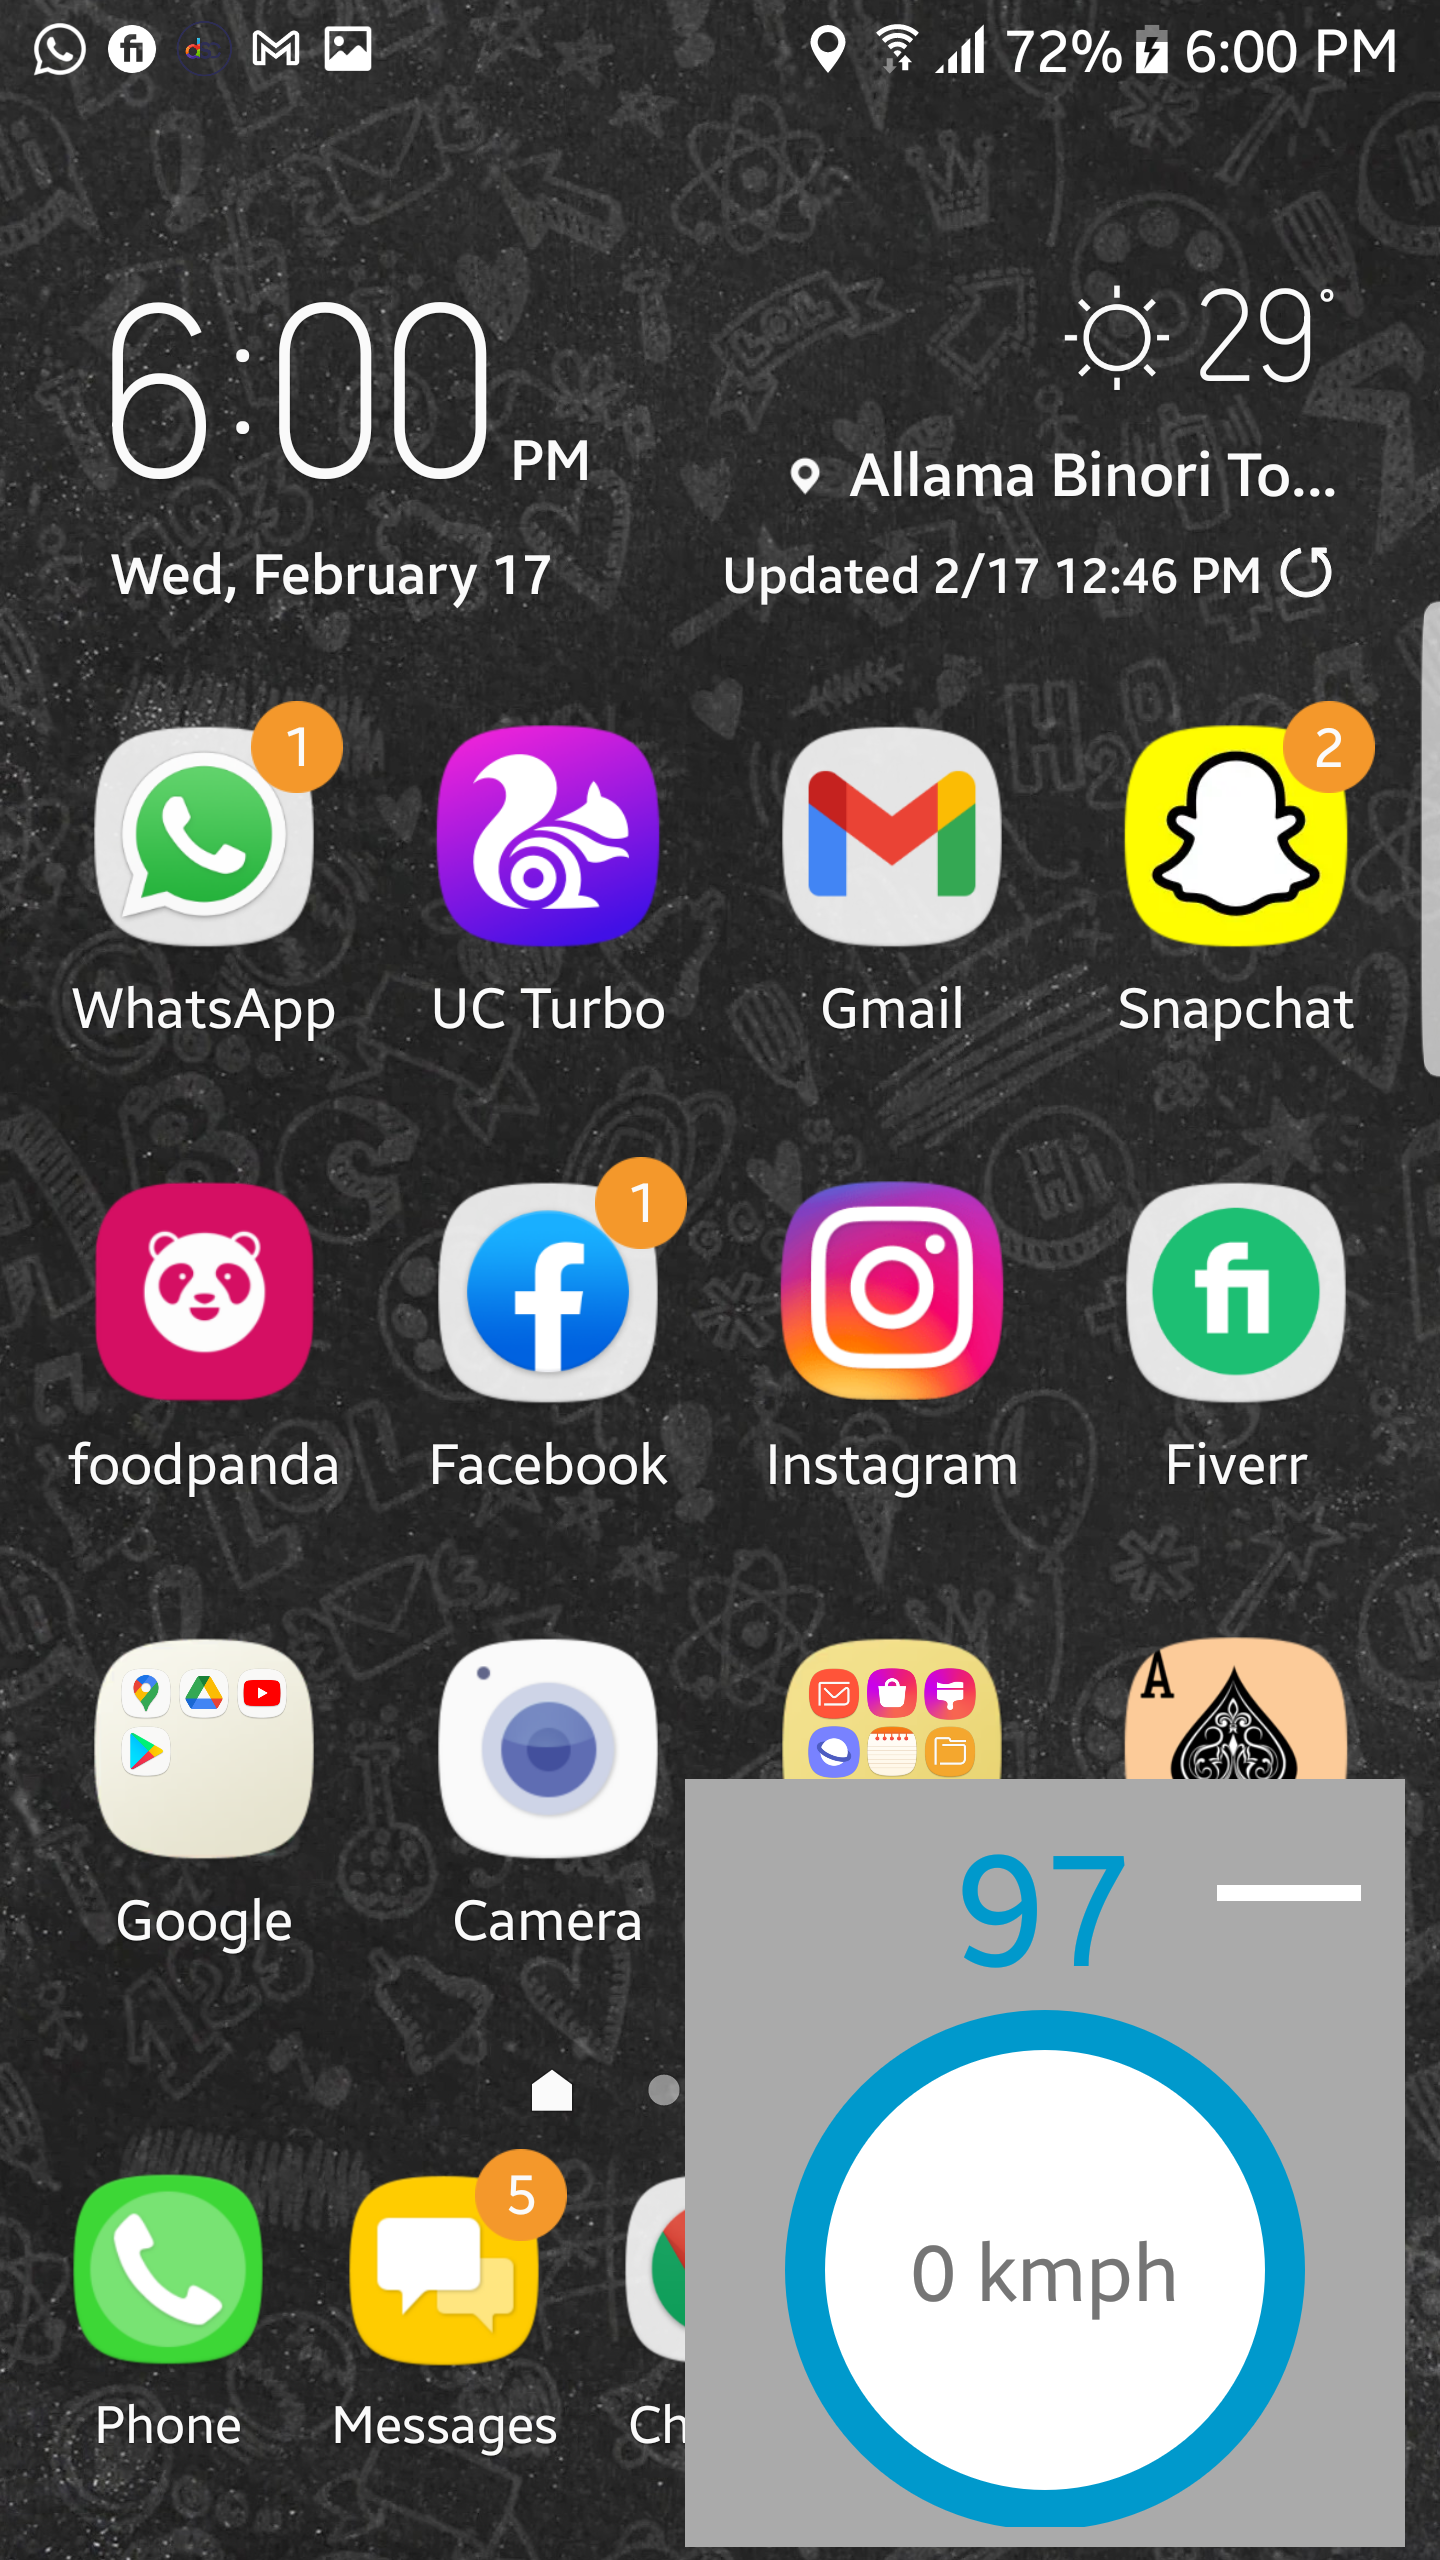 72% 6:00 PM
6:00 PM
29°
Allama Binori To...
Wed, February 17
Updated 2/17 12:46 PM
1
2
WhatsApp
UC Turbo
Gmail
Snapchat
1
fi
foodpanda
Facebook
Instagram
Fiverr
A
97
Google
Camera
5
0 kmph
Phone
Messages
Ch